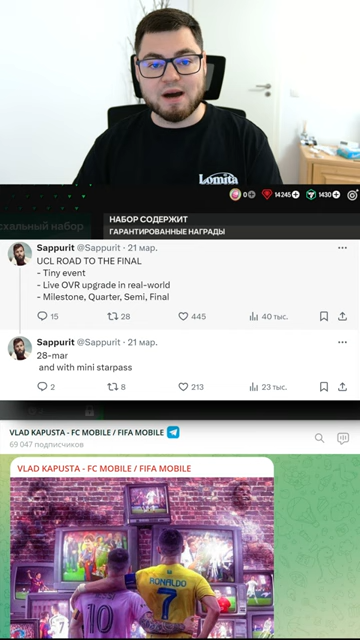 Lomita
0
14245
1430
НАБОР СОДЕРЖИТ
ГАРАНТИРОВАННЫЕ НАГРАДЫ
Sappurit @Sappurit · 21 мар.
UCL ROAD TO THE FINAL
- Tiny event
- Live OVR upgrade in real-world
- Milestone, Quarter, Semi, Final
15 28 445 40 тыс.
Sappurit @Sappurit · 21 мар.
28-mar
and with mini starpass
2 8 213 23 тыс.
VLAD KAPUSTA - FC MOBILE / FIFA MOBILE
69 047 подписчиков
VLAD KAPUSTA - FC MOBILE / FIFA MOBILE
RONALDO
10 7